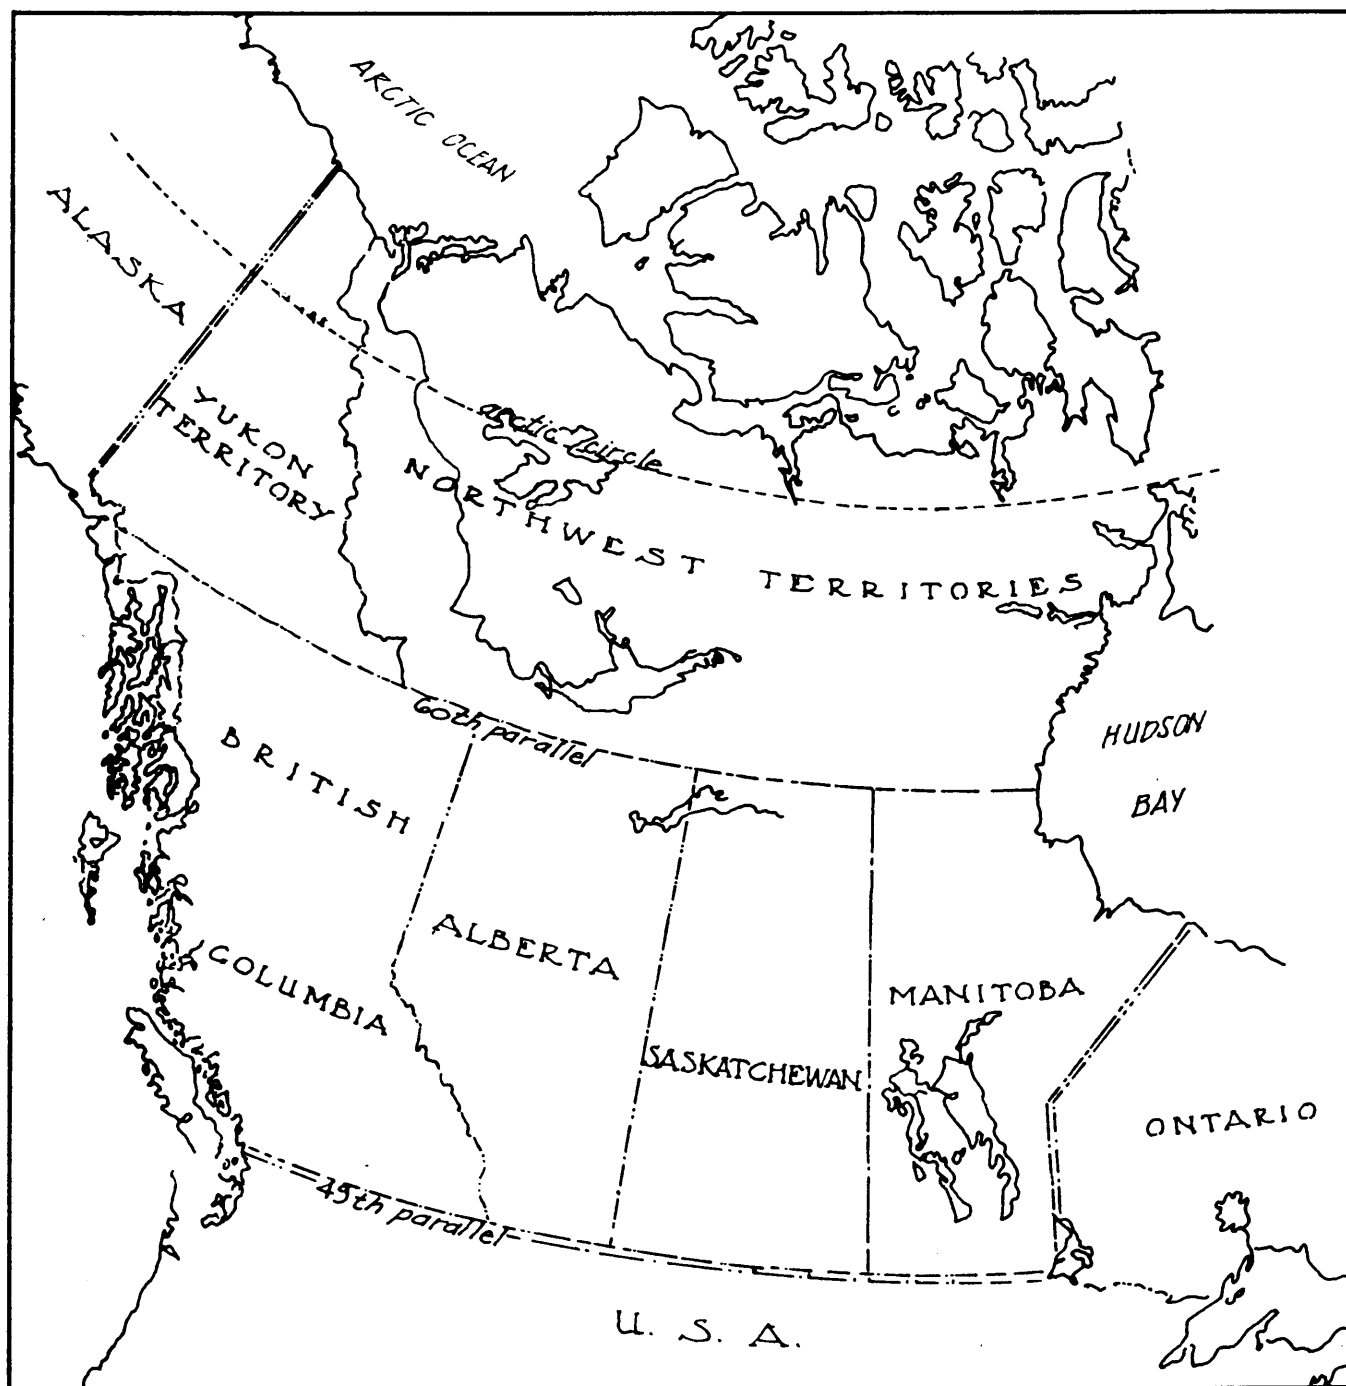 ARCTIC OCEAN
ALASKA
YUKON
TERRITORY
arctic circle
NORTHWEST TERRITORIES
60th parallel
HUDSON
BAY
BRITISH
COLUMBIA
ALBERTA
SASKATCHEWAN
MANITOBA
ONTARIO
49th parallel
U. S. A.